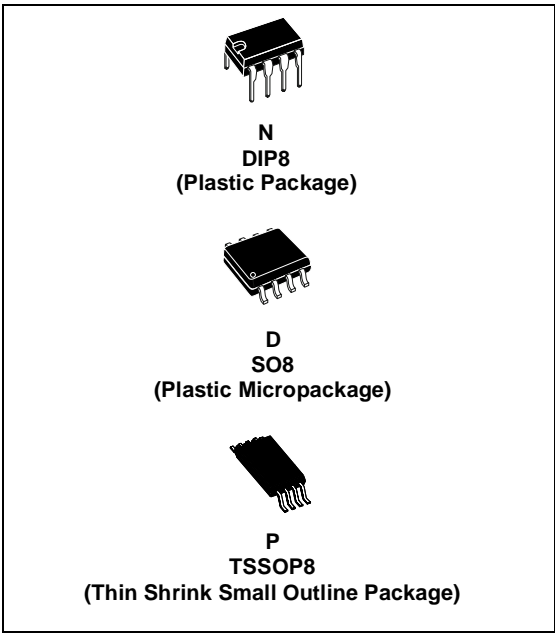 N
DIP8
(Plastic Package)
D
SO8
(Plastic Micropackage)
P
TSSOP8
(Thin Shrink Small Outline Package)